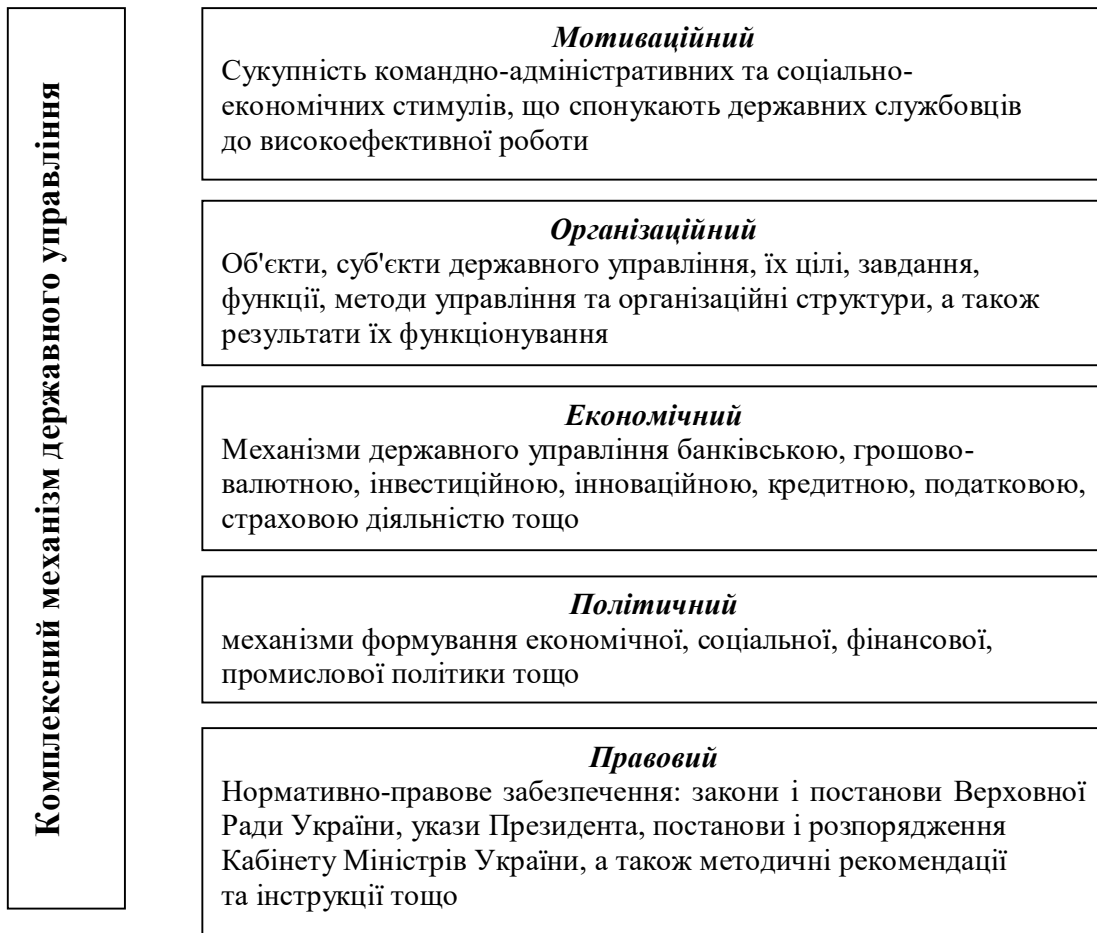 Комплексний механізм державного управління
Мотиваційний
Сукупність командно-адміністративних та соціально-
економічних стимулів, що спонукають державних службовців
до високоефективної роботи
Організаційний
Об'єкти, суб'єкти державного управління, їх цілі, завдання,
функції, методи управління та організаційні структури, а також
результати їх функціонування
Економічний
Механізми державного управління банківською, грошово-
валютною, інвестиційною, інноваційною, кредитною, податковою,
страховою діяльністю тощо
Політичний
механізми формування економічної, соціальної, фінансової,
промислової політики тощо
Правовий
Нормативно-правове забезпечення: закони і постанови Верховної
Ради України, укази Президента, постанови і розпорядження
Кабінету Міністрів України, а також методичні рекомендації
та інструкції тощо